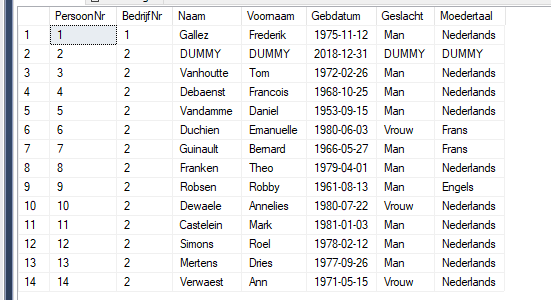 PersoonNr BedrijfNr Naam Voornaam Gebdatum Geslacht Moedertaal
1 1 1 Gallez Frederik 1975-11-12 Man Nederlands
2 2 2 DUMMY DUMMY 2018-12-31 DUMMY DUMMY
3 3 2 Vanhoutte Tom 1972-02-26 Man Nederlands
4 4 2 Debaenst Francois 1968-10-25 Man Nederlands
5 5 2 Vandamme Daniel 1953-09-15 Man Nederlands
6 6 2 Duchien Emanuelle 1980-06-03 Vrouw Frans
7 7 2 Guinault Bernard 1966-05-27 Man Frans
8 8 2 Franken Theo 1979-04-01 Man Nederlands
9 9 2 Robsen Robby 1961-08-13 Man Engels
10 10 2 Dewaele Annelies 1980-07-22 Vrouw Nederlands
11 11 2 Castelein Mark 1981-01-03 Man Nederlands
12 12 2 Simons Roel 1978-02-12 Man Nederlands
13 13 2 Mertens Dries 1977-09-26 Man Nederlands
14 14 2 Verwaest Ann 1971-05-15 Vrouw Nederlands